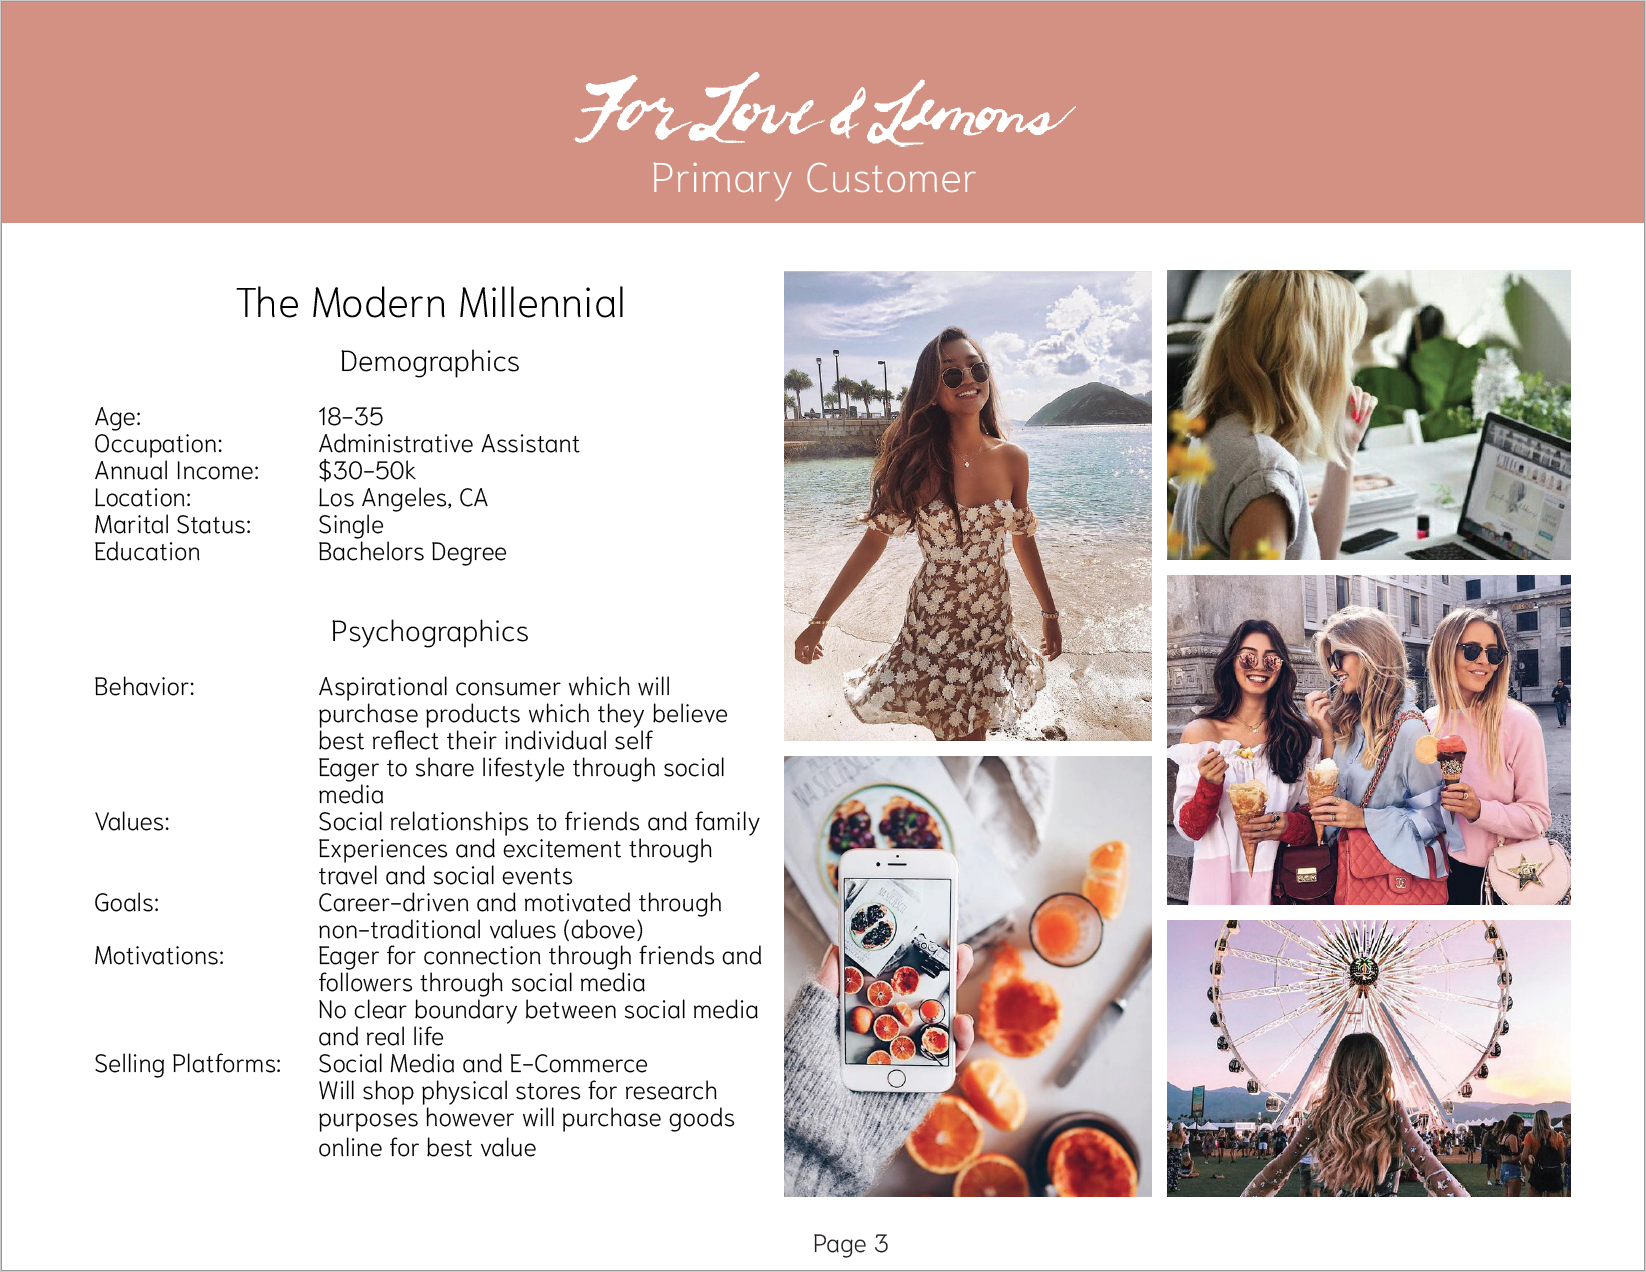 For Love & Lemons
Primary Customer
The Modern Millennial
Demographics
Age: 18-35
Occupation: Administrative Assistant
Annual Income: $30-50k
Location: Los Angeles, CA
Marital Status: Single
Education Bachelors Degree
Psychographics
Behavior: Aspirational consumer which will
purchase products which they believe
best reflect their individual self
Eager to share lifestyle through social
media
Values: Social relationships to friends and family
Experiences and excitement through
travel and social events
Goals: Career-driven and motivated through
non-traditional values (above)
Motivations: Eager for connection through friends and
followers through social media
No clear boundary between social media
and real life
Selling Platforms: Social Media and E-Commerce
Will shop physical stores for research
purposes however will purchase goods
online for best value
Page 3